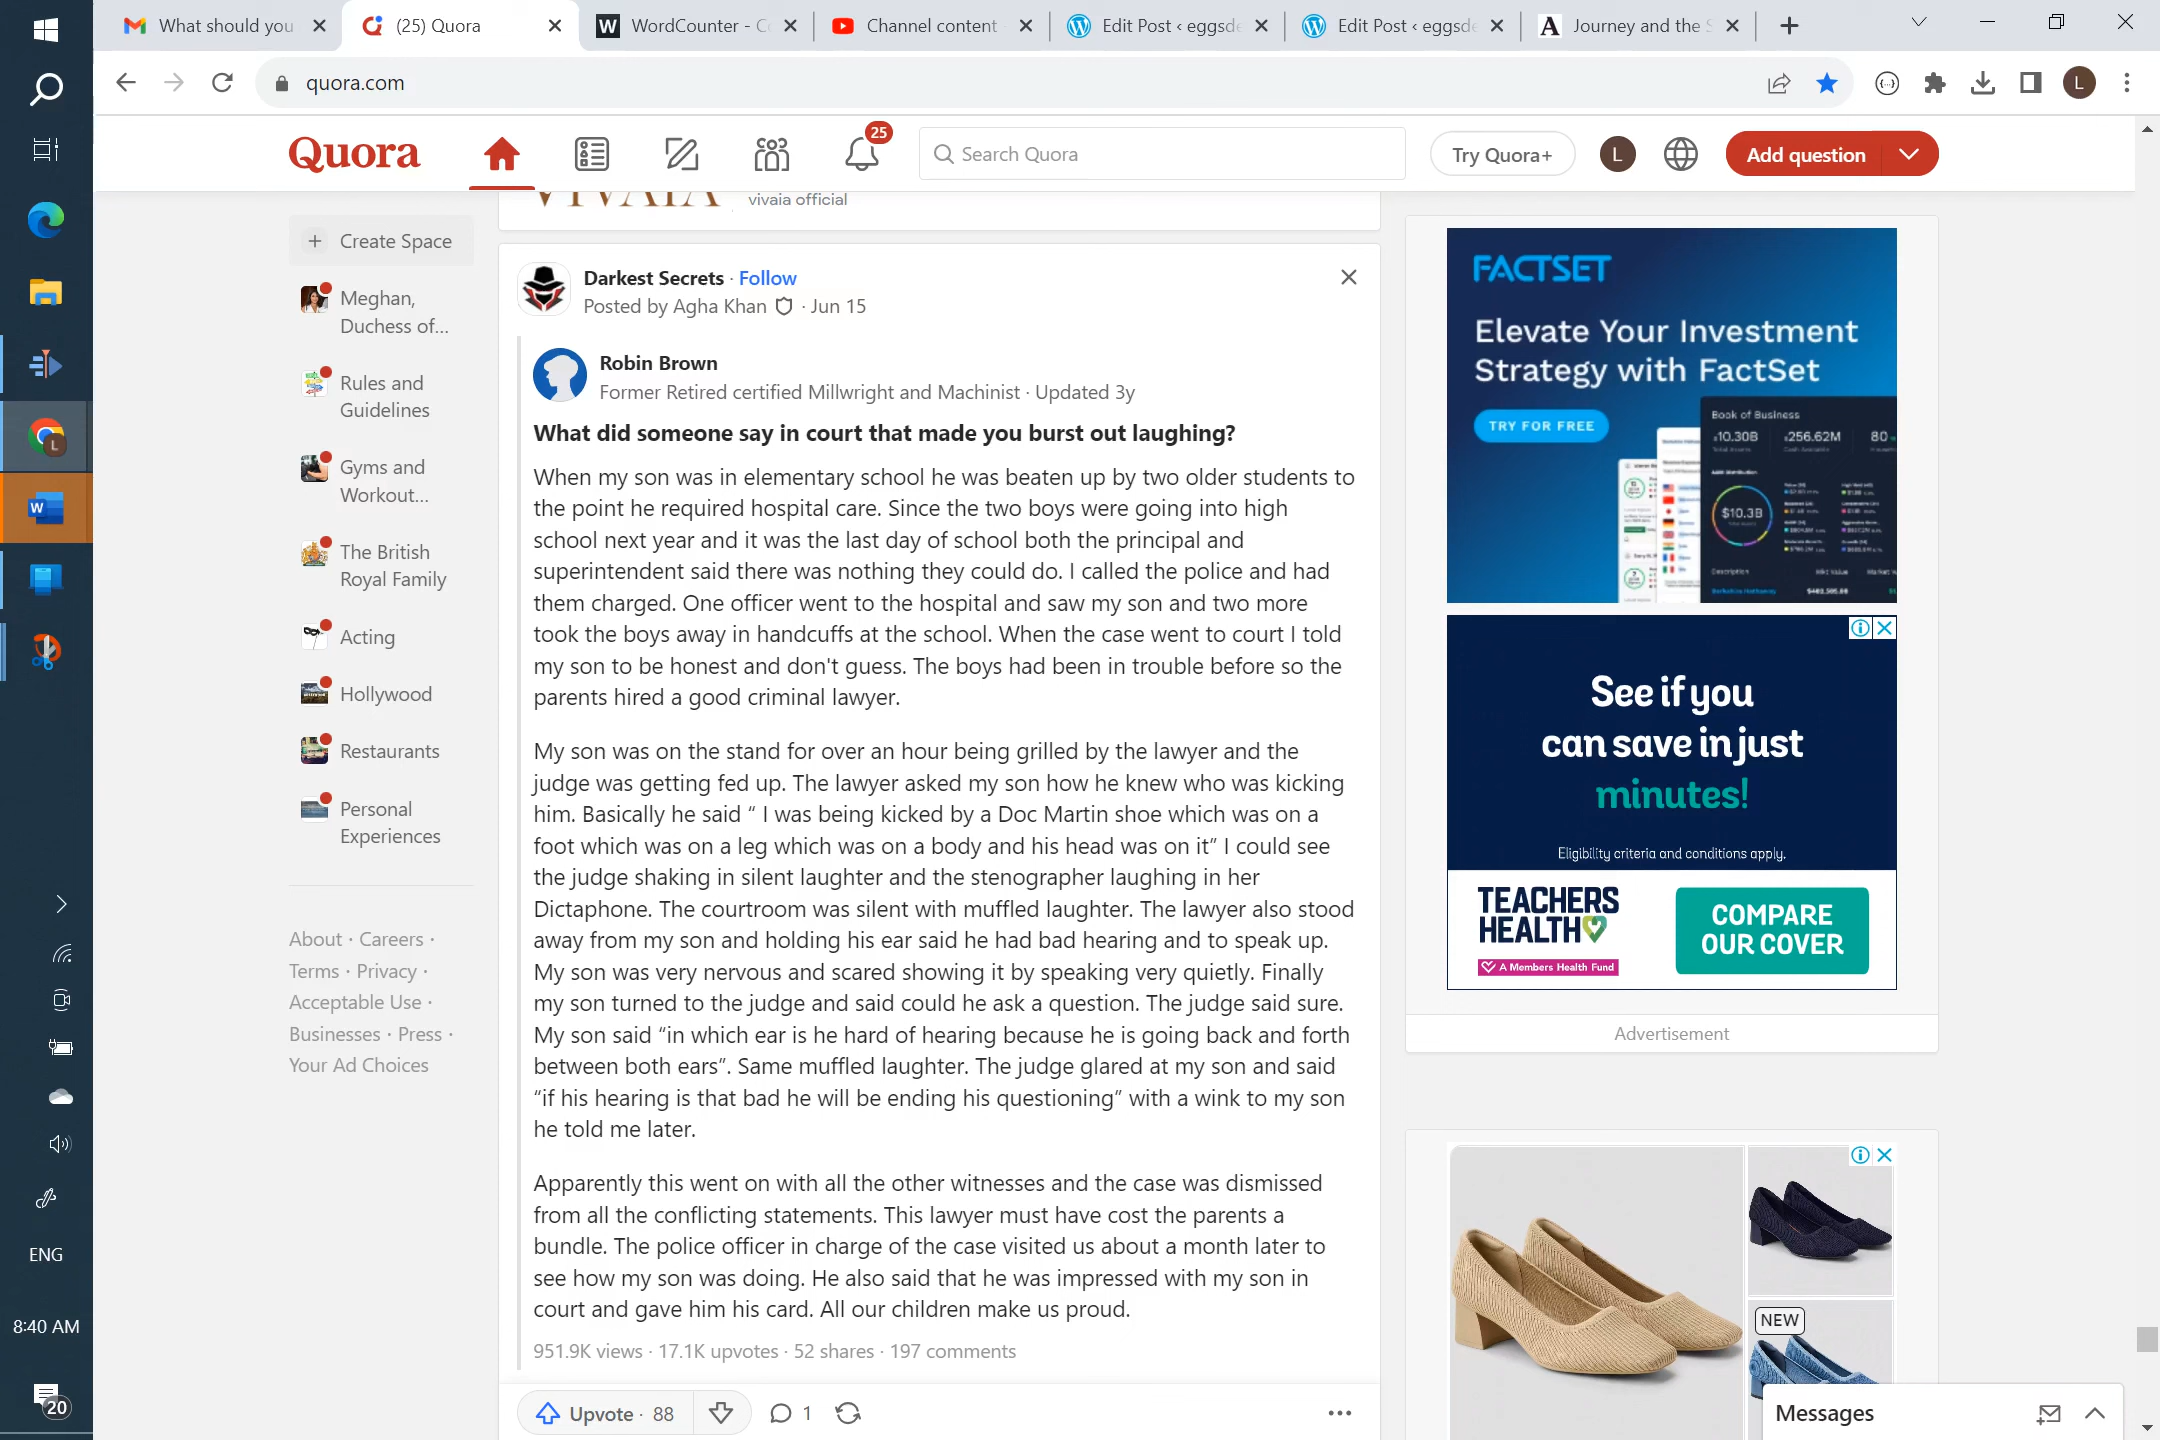 What should you
(25) Quora
WordCounter - Co
Channel content
Edit Post ‹ eggsde
Edit Post ‹ eggsde
Journey and the S
quora.com
L
Quora
25
Search Quora
Try Quora+
L
Add question
VIVAIA
vivaia official
Create Space
Meghan,
Duchess of...
Rules and
Guidelines
Gyms and
Workout...
The British
Royal Family
Acting
Hollywood
Restaurants
Personal
Experiences
About · Careers ·
Terms · Privacy ·
Acceptable Use ·
Businesses · Press ·
Your Ad Choices
Darkest Secrets · Follow
Posted by Agha Khan · Jun 15
Robin Brown
Former Retired certified Millwright and Machinist · Updated 3y
What did someone say in court that made you burst out laughing?
When my son was in elementary school he was beaten up by two older students to
the point he required hospital care. Since the two boys were going into high
school next year and it was the last day of school both the principal and
superintendent said there was nothing they could do. I called the police and had
them charged. One officer went to the hospital and saw my son and two more
took the boys away in handcuffs at the school. When the case went to court I told
my son to be honest and don't guess. The boys had been in trouble before so the
parents hired a good criminal lawyer.
My son was on the stand for over an hour being grilled by the lawyer and the
judge was getting fed up. The lawyer asked my son how he knew who was kicking
him. Basically he said “ I was being kicked by a Doc Martin shoe which was on a
foot which was on a leg which was on a body and his head was on it” I could see
the judge shaking in silent laughter and the stenographer laughing in her
Dictaphone. The courtroom was silent with muffled laughter. The lawyer also stood
away from my son and holding his ear said he had bad hearing and to speak up.
My son was very nervous and scared showing it by speaking very quietly. Finally
my son turned to the judge and said could he ask a question. The judge said sure.
My son said “in which ear is he hard of hearing because he is going back and forth
between both ears”. Same muffled laughter. The judge glared at my son and said
“if his hearing is that bad he will be ending his questioning” with a wink to my son
he told me later.
Apparently this went on with all the other witnesses and the case was dismissed
from all the conflicting statements. This lawyer must have cost the parents a
bundle. The police officer in charge of the case visited us about a month later to
see how my son was doing. He also said that he was impressed with my son in
court and gave him his card. All our children make us proud.
951.9K views · 17.1K upvotes · 52 shares · 197 comments
Upvote · 88
1
FACTSET
Elevate Your Investment
Strategy with FactSet
TRY FOR FREE
Book of Business
10.30B
256.62M
80
$10.3B
Description
See if you
can save in just
minutes!
Eligibility criteria and conditions apply.
TEACHERS
HEALTH
A Members Health Fund
COMPARE
OUR COVER
Advertisement
NEW
Messages
L
W
ENG
8:40 AM
20